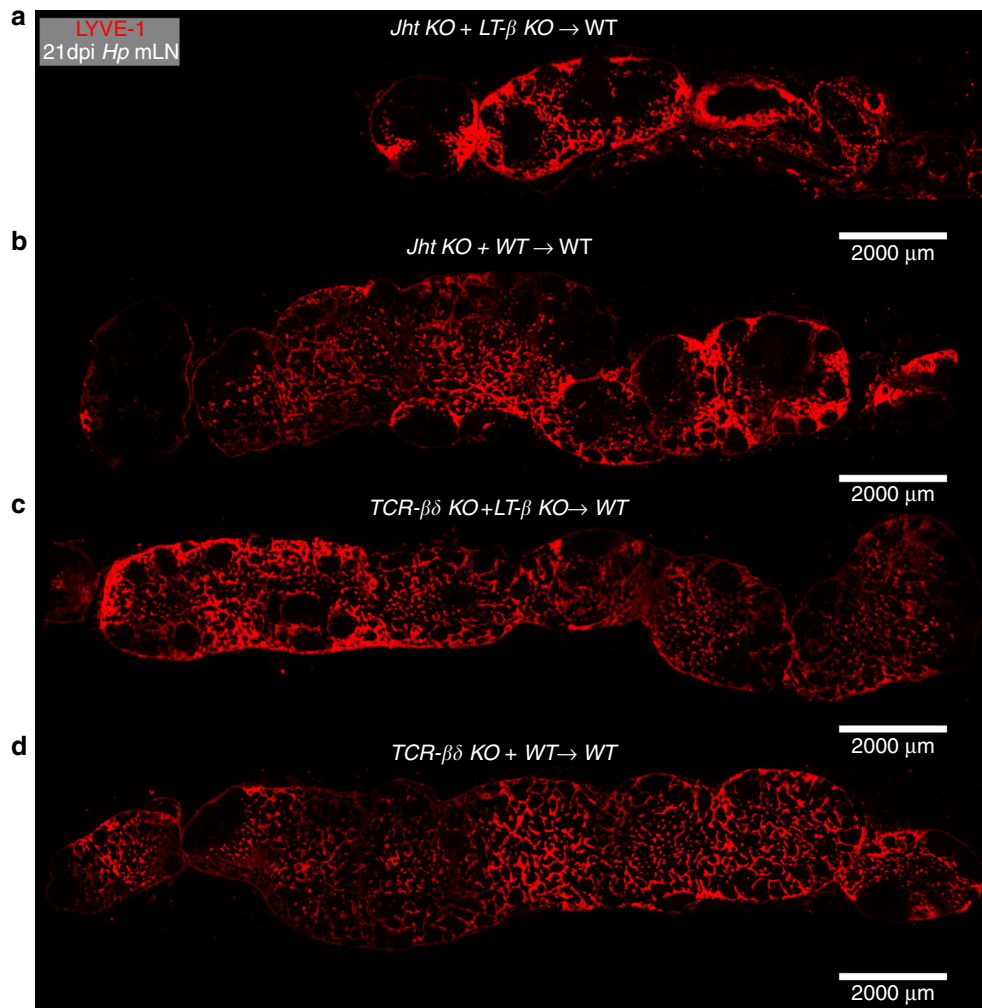 a
LYVE-1
21dpi Hp mLN
Jht KO + LT-β KO → WT
2000 μm
b
Jht KO + WT → WT
2000 μm
c
TCR-βδ KO+LT-β KO→ WT
2000 μm
d
TCR-βδ KO + WT→ WT
2000 μm